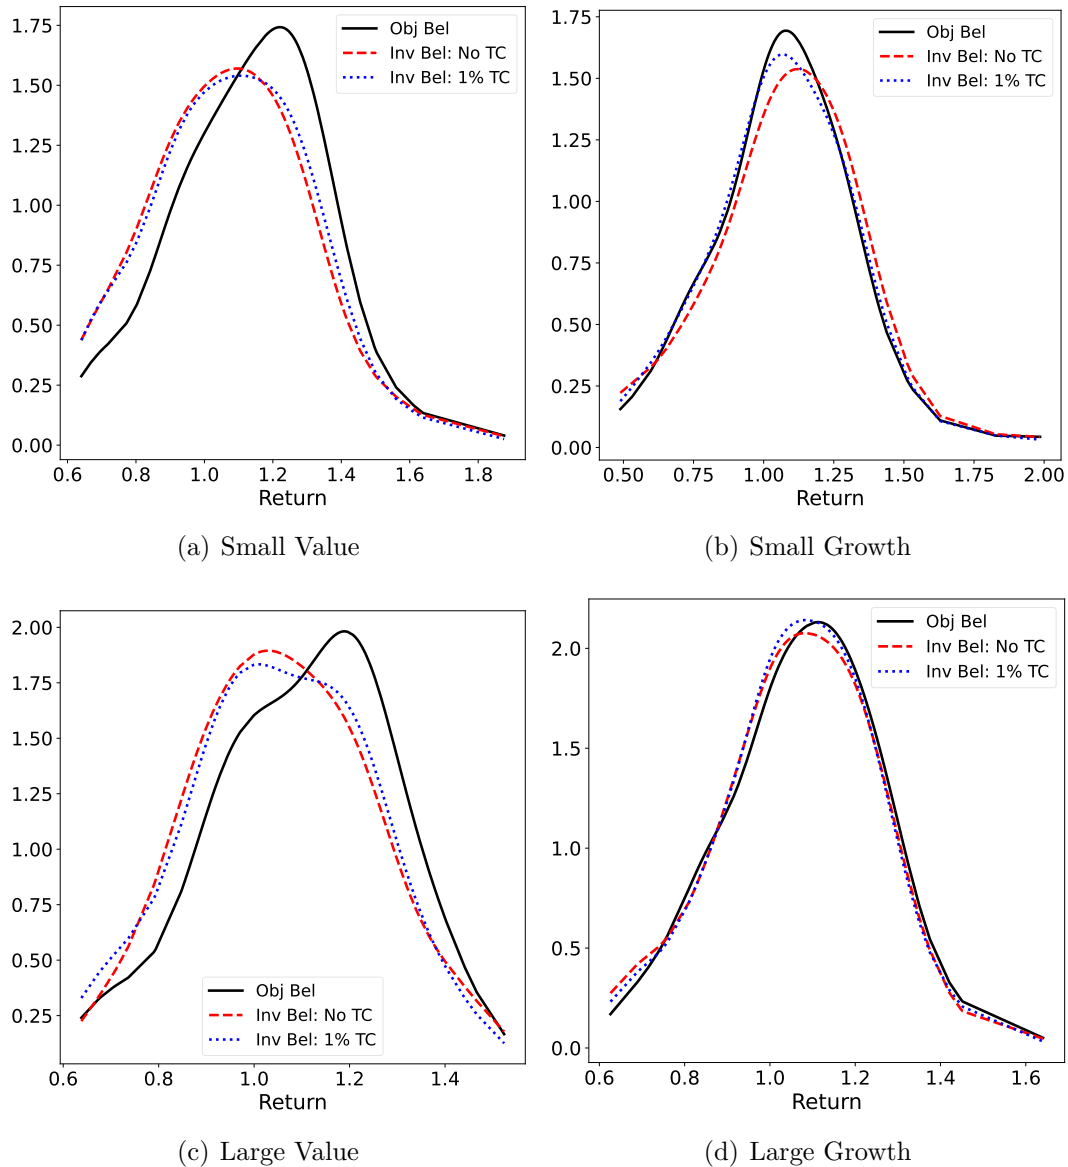 1.75
1.50
1.25
1.00
0.75
0.50
0.25
0.00
Obj Bel
Inv Bel: No TC
Inv Bel: 1% TC
0.6 0.8 1.0 1.2 1.4 1.6 1.8
Return
(a) Small Value
1.75
1.50
1.25
1.00
0.75
0.50
0.25
0.00
Obj Bel
Inv Bel: No TC
Inv Bel: 1% TC
0.50 0.75 1.00 1.25 1.50 1.75 2.00
Return
(b) Small Growth
2.00
1.75
1.50
1.25
1.00
0.75
0.50
0.25
Obj Bel
Inv Bel: No TC
Inv Bel: 1% TC
0.6 0.8 1.0 1.2 1.4
Return
(c) Large Value
2.0
1.5
1.0
0.5
0.0
Obj Bel
Inv Bel: No TC
Inv Bel: 1% TC
0.6 0.8 1.0 1.2 1.4 1.6
Return
(d) Large Growth